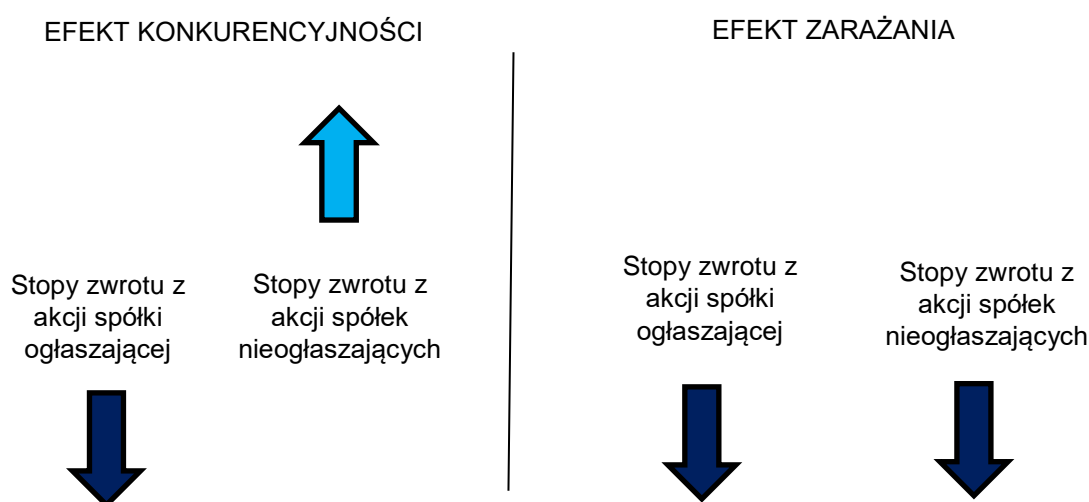 EFEKT KONKURENCYJNOŚCI
EFEKT ZARAŻANIA
Stopy zwrotu z
akcji spółki
ogłaszającej
Stopy zwrotu z
akcji spółek
nieogłaszających
Stopy zwrotu z
akcji spółki
ogłaszającej
Stopy zwrotu z
akcji spółek
nieogłaszających